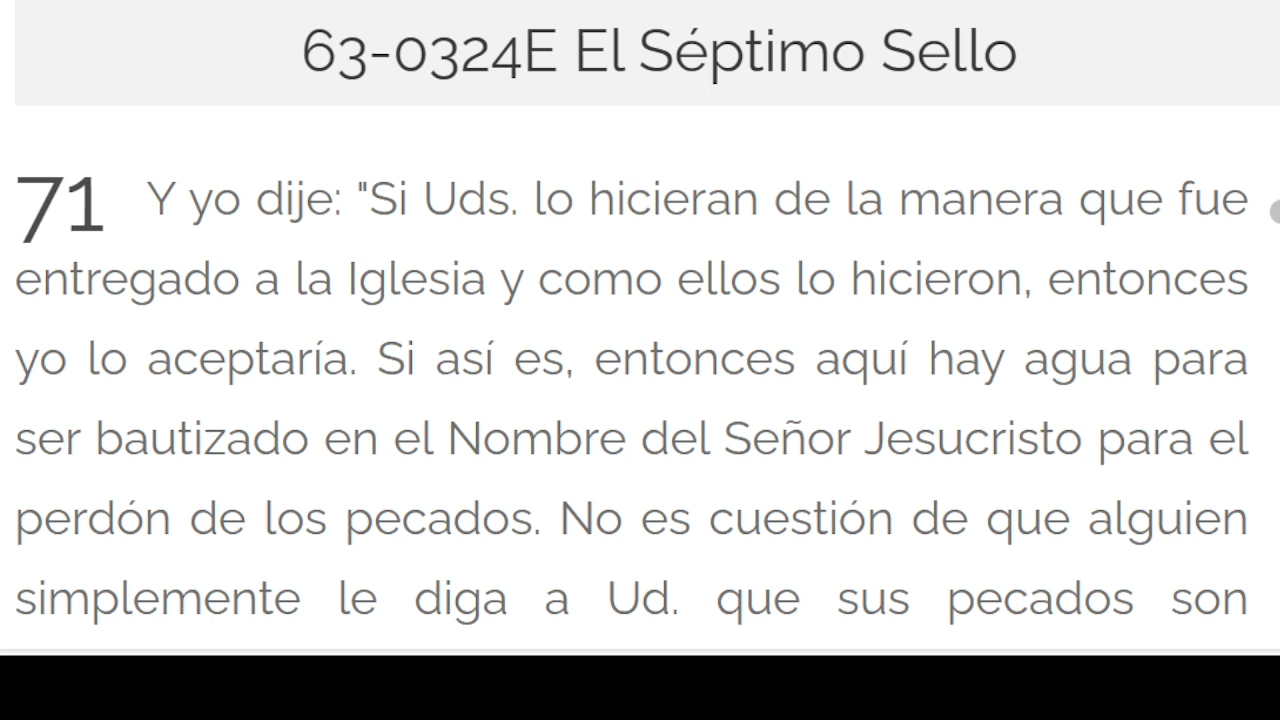 63-0324E El Séptimo Sello
71 Y yo dije: "Si Uds. lo hicieran de la manera que fue
entregado a la Iglesia y como ellos lo hicieron, entonces
yo lo aceptaría. Si así es, entonces aquí hay agua para
ser bautizado en el Nombre del Señor Jesucristo para el
perdón de los pecados. No es cuestión de que alguien
simplemente le diga a Ud. que sus pecados son